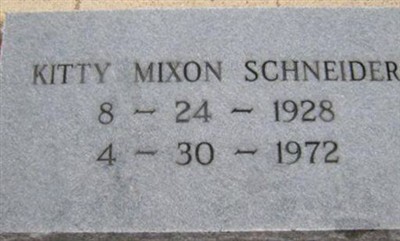 KITTY MIXON SCHNEIDER
8 - 24 - 1928
4 - 30 - 1972